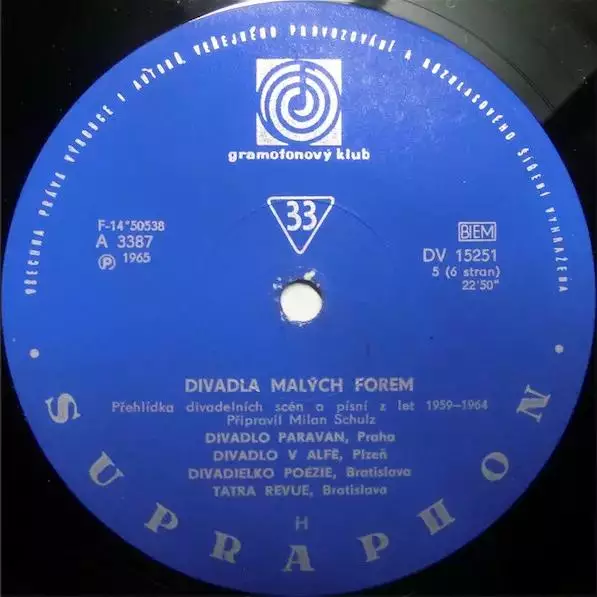 VŠECHNA PRÁVA VÝROBCE I AUTORŮ VEŘEJNÉHO PROVOZOVÁNÍ A ROZHLASOVÉHO ŠÍŘENÍ VYHRAŽENA
gramofonový klub
33
F-14*50538
A 3387
Ⓟ 1965
BIEM
DV 15251
5 (6 stran)
22'50"
DIVADLA MALÝCH FOREM
Přehlídka divadelních scén a písní z let 1959–1964
Připravil Milan Schulz
DIVADLO PARAVAN, Praha
DIVADLO V ALFĚ, Plzeň
DIVADIELKO POÉZIE, Bratislava
TATRA REVUE, Bratislava
H
· SUPRAPHON ·